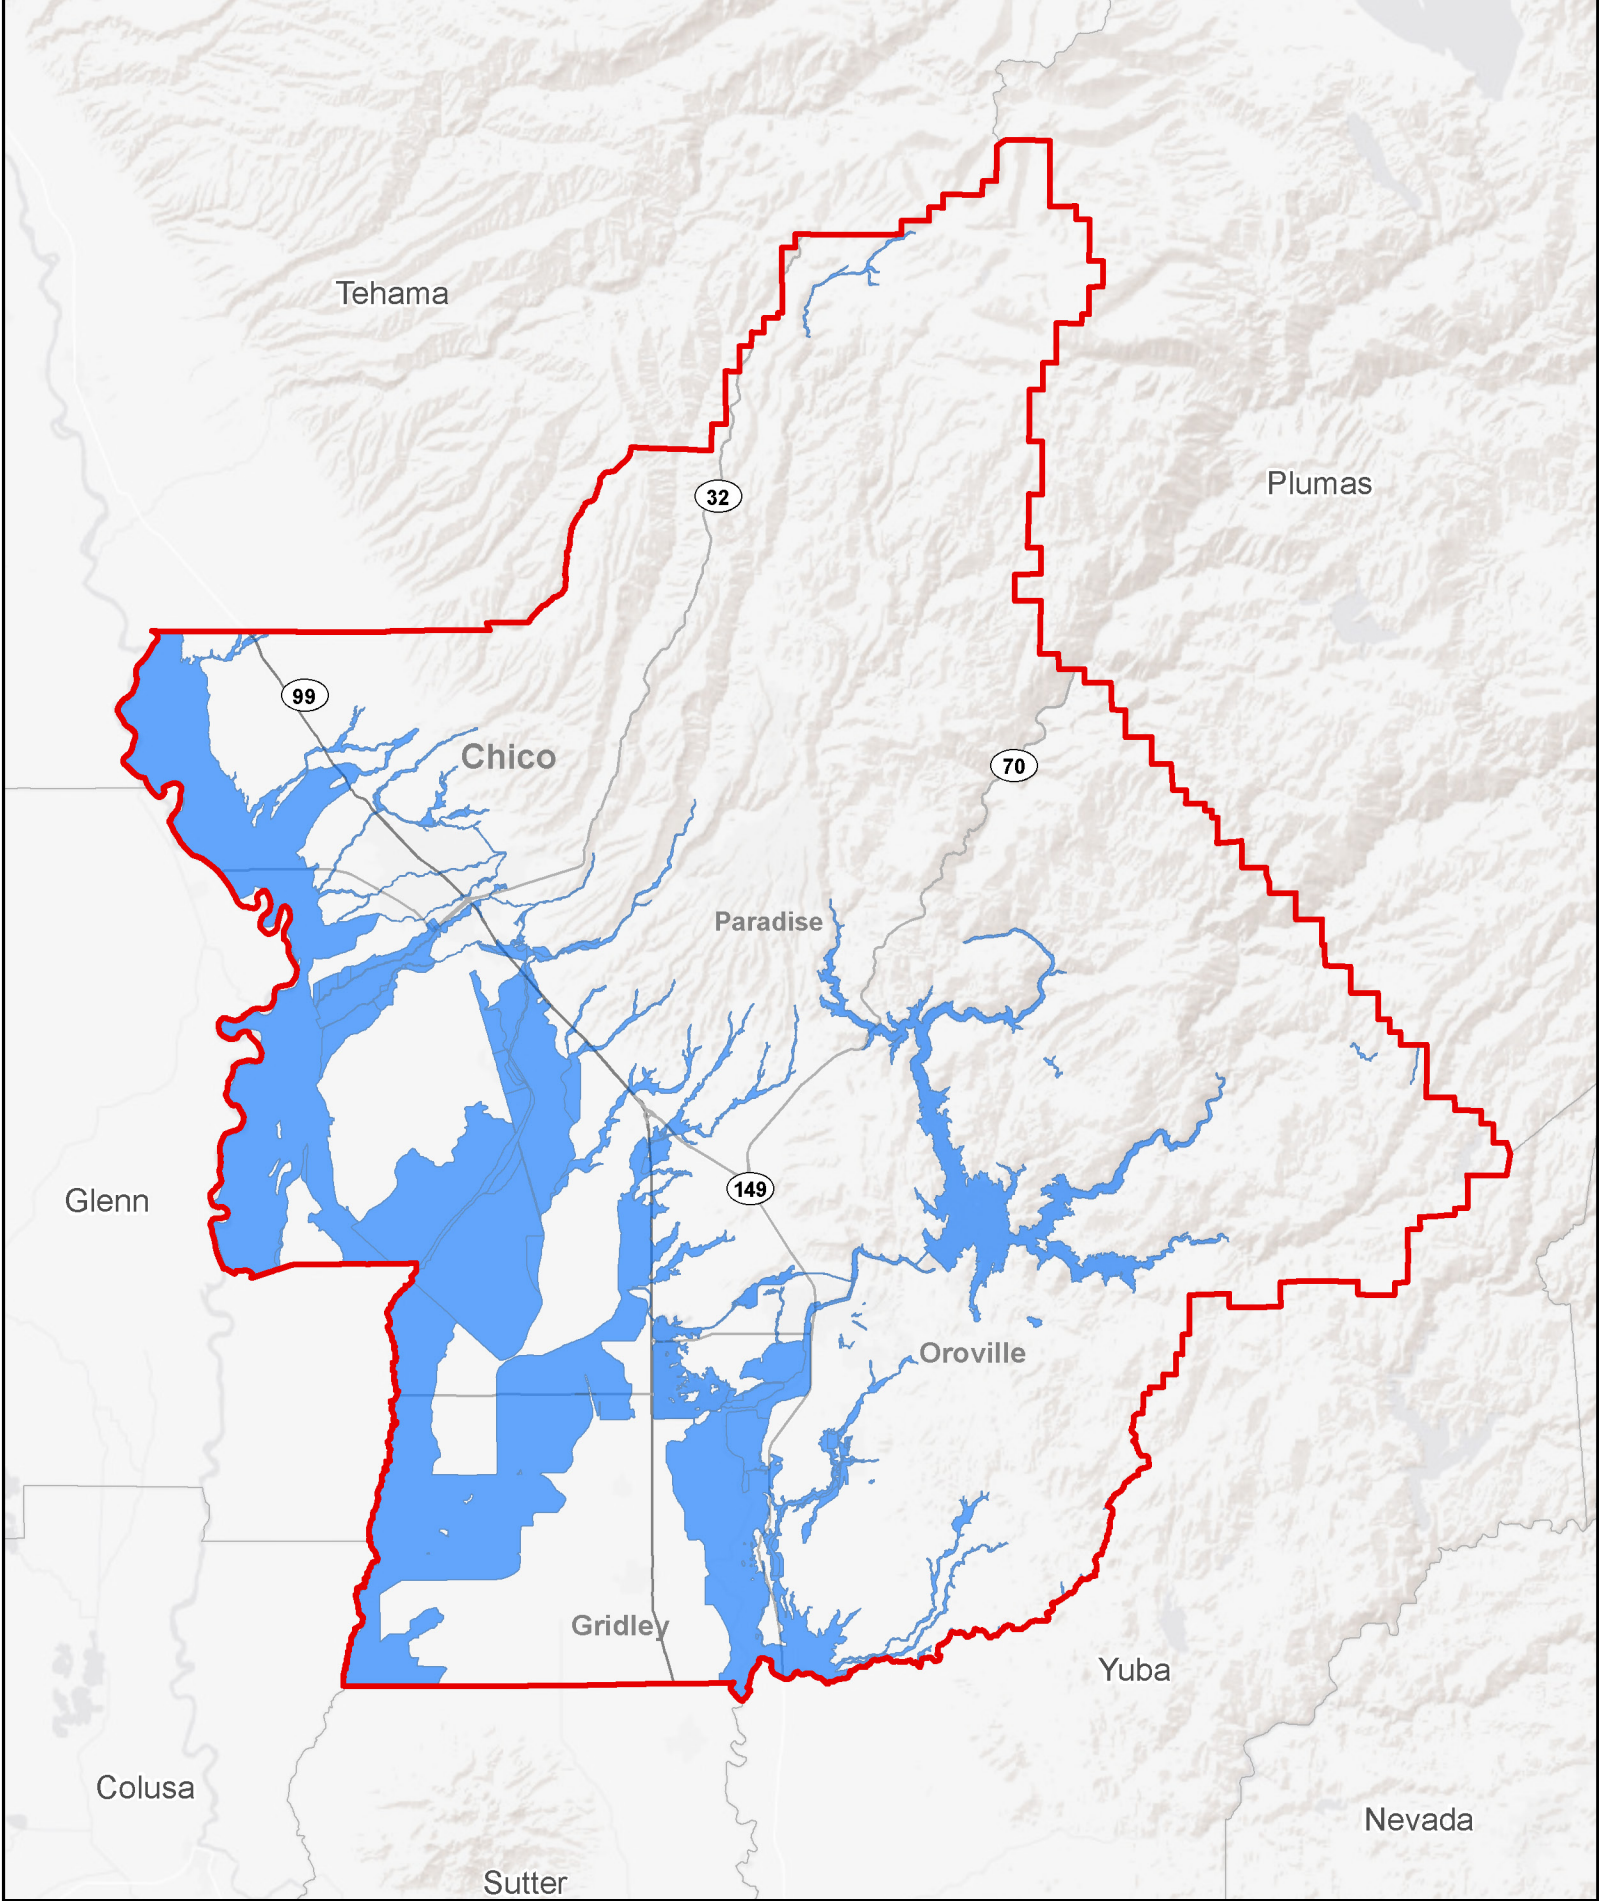 Tehama
Plumas
32
99
Chico
70
Paradise
149
Glenn
Oroville
Gridley
Yuba
Colusa
Nevada
Sutter